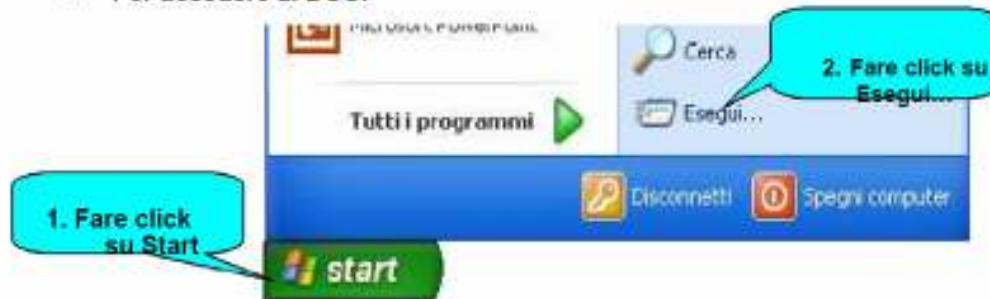 Microsoft PowerPoint
Cerca
2. Fare click su
Esegui...
Esegui...
Tutti i programmi
Disconnetti
Spegni computer
1. Fare click
su Start
start